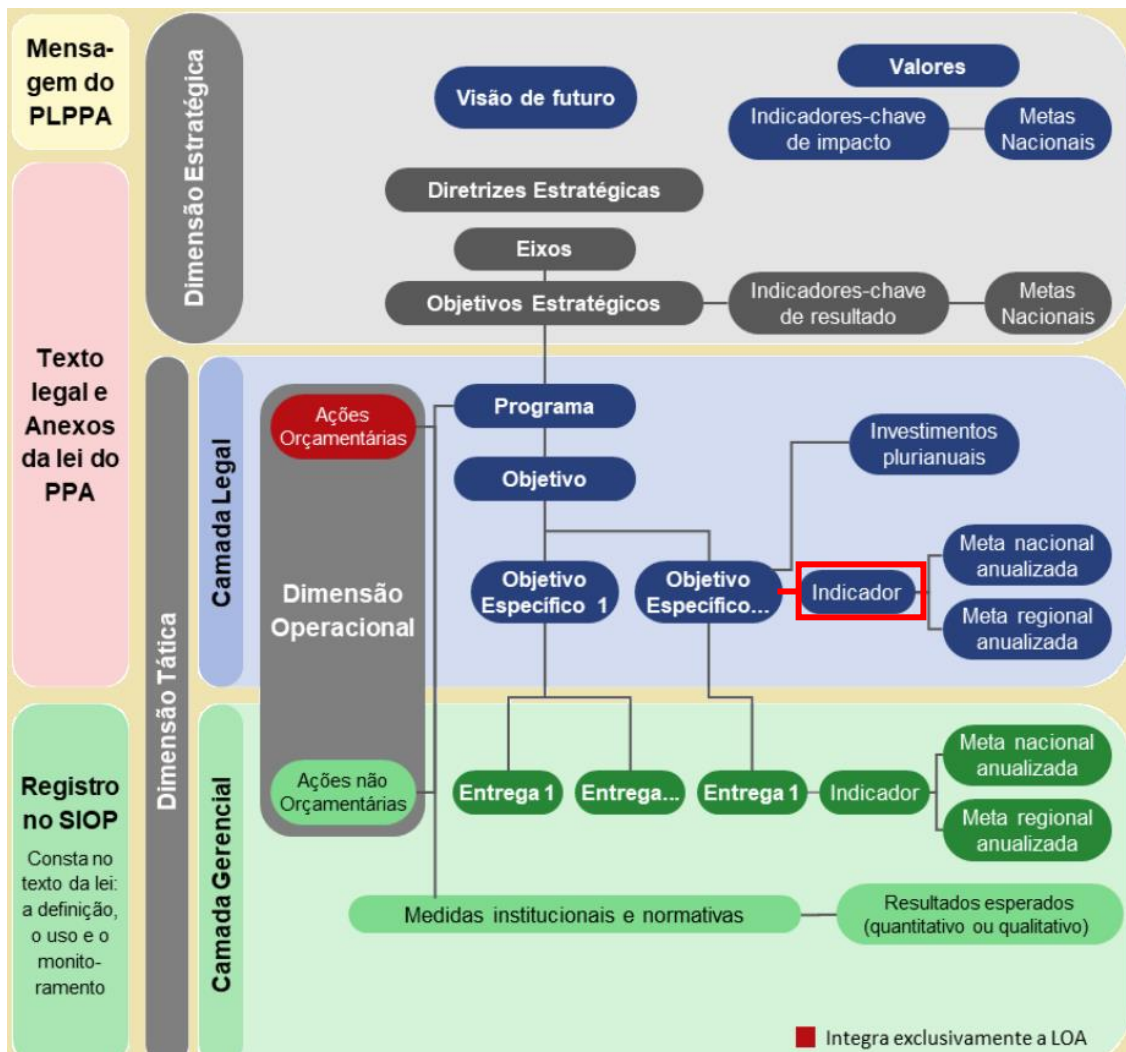 Mensa-
gem do
PLPPA
Texto
legal e
Anexos
da lei do
PPA
Registro
no SIOP
Consta no
texto da lei:
a definição,
o uso e o
monito-
ramento
Dimensão Estratégica
Visão de futuro
Valores
Indicadores-chave
de impacto
Metas
Nacionais
Diretrizes Estratégicas
Eixos
Objetivos Estratégicos
Indicadores-chave
de resultado
Metas
Nacionais
Dimensão Tática
Camada Legal
Ações
Orçamentárias
Dimensão
Operacional
Ações não
Orçamentárias
Programa
Objetivo
Investimentos
plurianuais
Objetivo
Específico 1
Objetivo
Específico...
Indicador
Meta nacional
anualizada
Meta regional
anualizada
Camada Gerencial
Entrega 1
Entrega...
Entrega 1
Indicador
Meta nacional
anualizada
Meta regional
anualizada
Medidas institucionais e normativas
Resultados esperados
(quantitativo ou qualitativo)
Integra exclusivamente a LOA